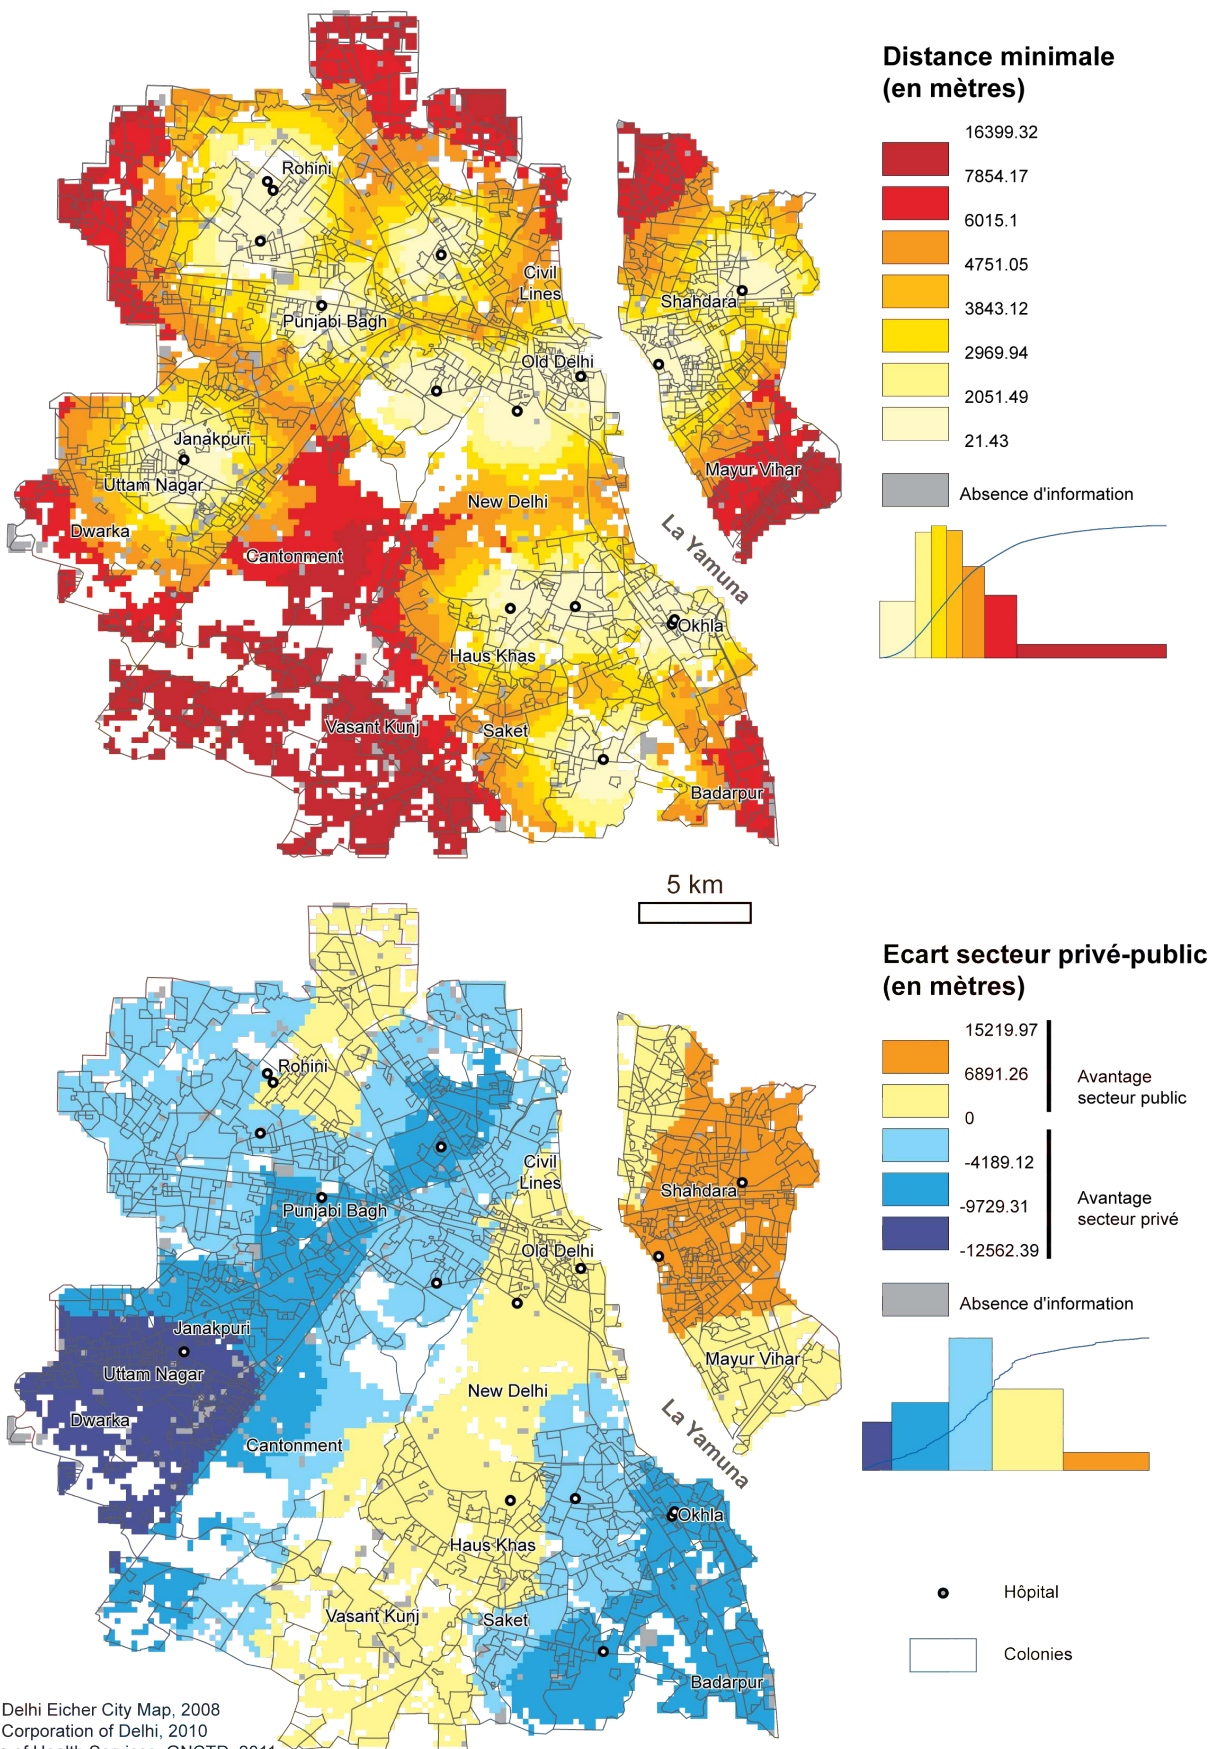 Distance minimale
(en mètres)
16399.32
7854.17
6015.1
4751.05
3843.12
2969.94
2051.49
21.43
Absence d'information
Rohini
Civil
Lines
Punjabi Bagh
Shahdara
Old Delhi
Janakpuri
Uttam Nagar
Mayur Vihar
New Delhi
Dwarka
La Yamuna
Cantonment
Okhla
Haus Khas
Vasant Kunj
Saket
Badarpur
5 km
Ecart secteur privé-public
(en mètres)
15219.97
6891.26
0
-4189.12
-9729.31
-12562.39
Avantage
secteur public
Avantage
secteur privé
Absence d'information
Rohini
Civil
Lines
Punjabi Bagh
Shahdara
Old Delhi
Janakpuri
Uttam Nagar
Mayur Vihar
New Delhi
Dwarka
La Yamuna
Cantonment
Okhla
Haus Khas
Vasant Kunj
Saket
Badarpur
Hôpital
Colonies
Delhi Eicher City Map, 2008
Corporation of Delhi, 2010
of Health Services, GNCTD, 2011